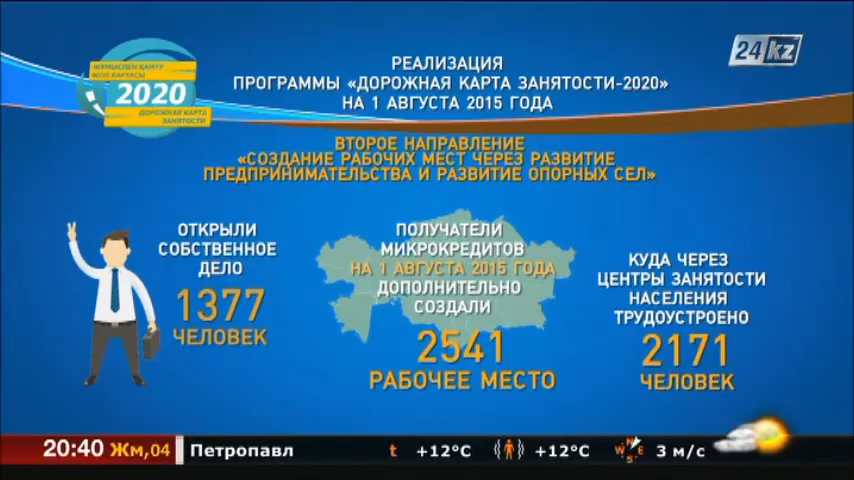 ЖҰМЫСПЕН ҚАМТУ
ЖОЛ КАРТАСЫ
2020
ДОРОЖНАЯ КАРТА
ЗАНЯТОСТИ
24kz
РЕАЛИЗАЦИЯ
ПРОГРАММЫ «ДОРОЖНАЯ КАРТА ЗАНЯТОСТИ-2020»
НА 1 АВГУСТА 2015 ГОДА
ВТОРОЕ НАПРАВЛЕНИЕ
«СОЗДАНИЕ РАБОЧИХ МЕСТ ЧЕРЕЗ РАЗВИТИЕ
ПРЕДПРИНИМАТЕЛЬСТВА И РАЗВИТИЕ ОПОРНЫХ СЕЛ»
ОТКРЫЛИ
СОБСТВЕННОЕ
ДЕЛО
1377
ЧЕЛОВЕК
ПОЛУЧАТЕЛИ
МИКРОКРЕДИТОВ
НА 1 АВГУСТА 2015 ГОДА
ДОПОЛНИТЕЛЬНО
СОЗДАЛИ
2541
РАБОЧЕЕ МЕСТО
КУДА ЧЕРЕЗ
ЦЕНТРЫ ЗАНЯТОСТИ
НАСЕЛЕНИЯ
ТРУДОУСТРОЕНО
2171
ЧЕЛОВЕК
20:40 Жм,04 Петропавл t +12°C +12°C N W E S 3 м/с